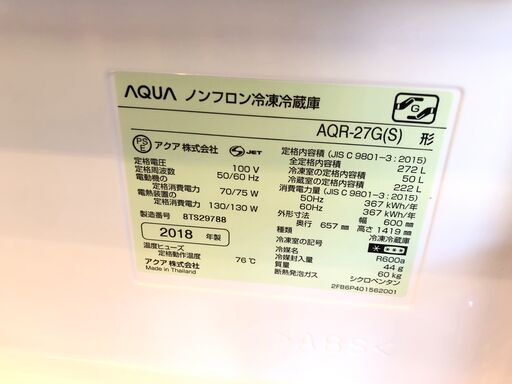 AQUA ノンフロン冷凍冷蔵庫
G
AQR-27G(S) 形
PS E アクア株式会社 S JET
定格電圧 100 V
定格周波数 50/60 Hz
電動機の
定格消費電力 70/75 W
電熱装置の
定格消費電力 130/130 W
製造番号 BTS29788
2018 年製
温度ヒューズ
定格動作温度 76℃
アクア株式会社
Made in Thailand
定格内容積 (JIS C 9801-3 : 2015)
全定格内容積 272 L
冷凍室の定格内容積 50 L
冷蔵室の定格内容積 222 L
消費電力量 (JIS C 9801-3 : 2015)
50Hz 367 kWh/年
60Hz 367 kWh/年
外形寸法 幅 600 mm
奥行 657 mm 高さ 1419 mm
種類 冷凍冷蔵庫
冷凍室の記号 * ***
冷媒名 R600a
冷媒封入量 44 g
質量 60 kg
断熱発泡ガス シクロペンタン
2FB6P401562001
>ABS<